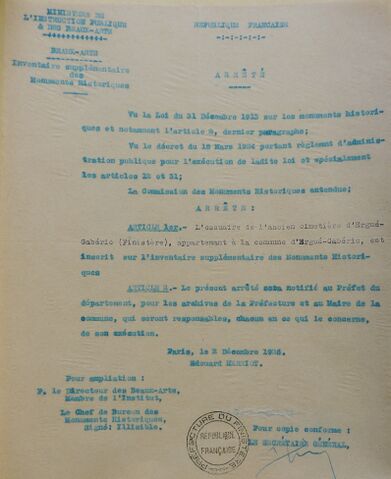 MINISTERE DE
L'INSTRUCTION PUBLIQUE
& DES BEAUX-ARTS
BEAUX-ARTS
Inventaire supplémentaire
des
Monuments Historiques
REPUBLIQUE FRANÇAISE
-:-:-:-:-:-
ARRÊTÉ
Vu la Loi du 31 Décembre 1913 sur les monuments histori-
ques et notamment l'article 2, dernier paragraphe;
Vu le décret du 18 Mars 1924 portant règlement d'adminis-
tration publique pour l'exécution de ladite loi et spécialement
les articles 12 et 31;
La Commission des Monuments Historiques entendue;
ARRÊTE :
ARTICLE 1er.- L'ossuaire de l'ancien cimetière d'Ergué-
Gabéric (Finistère), appartenant à la commune d'Ergué-Gabéric, est
inscrit sur l'inventaire supplémentaire des Monuments Histori-
ques
ARTICLE 2.- Le présent arrêté sera notifié au Préfet du
département, pour les archives de la Préfecture et au Maire de la
commune, qui seront responsables, chacun en ce qui le concerne,
de son exécution.
Paris, le 2 Décembre 1926.
Edouard HERRIOT.
Pour ampliation :
P. le Directeur des Beaux-Arts,
Membre de l'Institut,
Le Chef de Bureau des
Monuments Historiques,
Signé: Illisible.
PREFECTURE DU FINISTERE
REPUBLIQUE
FRANÇAISE
Pour copie conforme :
LE SECRÉTAIRE GÉNÉRAL,